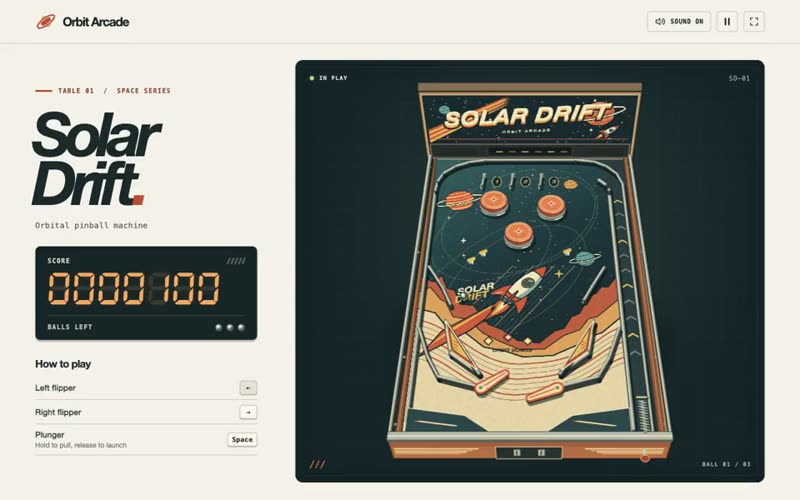 Orbit Arcade
SOUND ON
TABLE 01 / SPACE SERIES
Solar
Drift.
Orbital pinball machine
SCORE
0000100
BALLS LEFT
How to play
Left flipper ←
Right flipper →
Plunger
Hold to pull, release to launch
Space
IN PLAY
SD-01
SOLAR DRIFT
ORBIT ARCADE
SOLAR
DRIFT
BALL 01 / 03